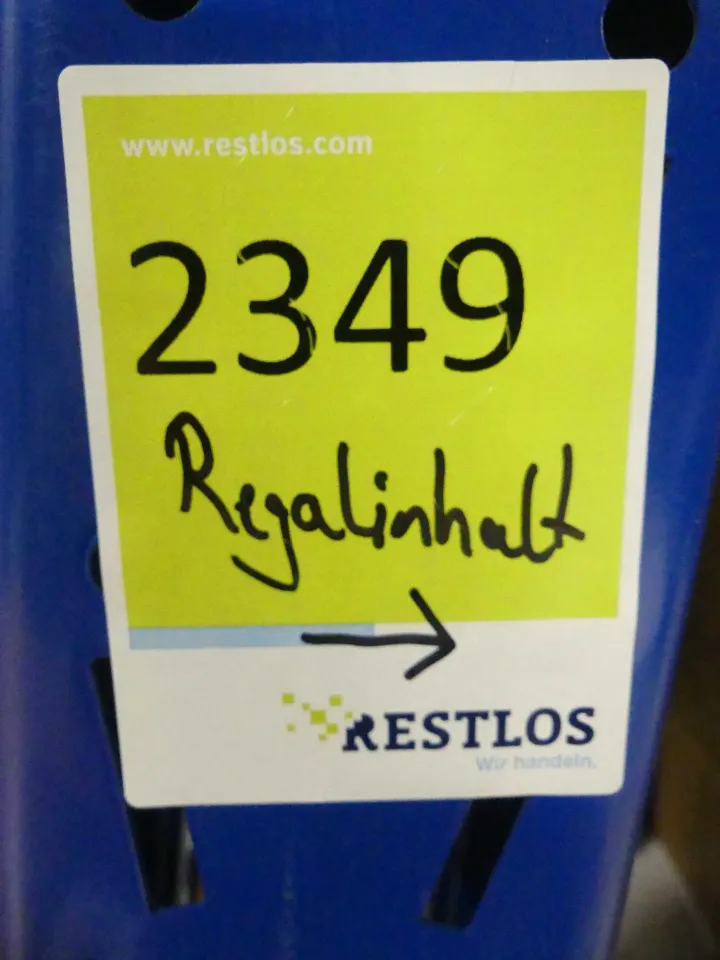 www.restlos.com
2349
Regalinhalt
RESTLOS
Wir handeln.